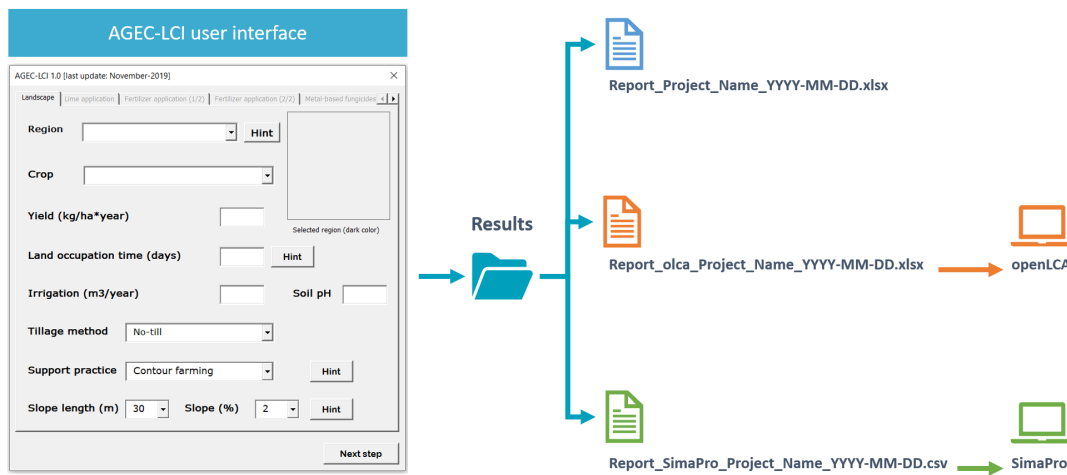 AGEC-LCI user interface
AGEC-LCI 1.0 [last update: November-2019]
Landscape Lime application Fertilizer application (1/2) Fertilizer application (2/2) Metal-based fungicides
Region Hint
Crop
Yield (kg/ha*year)
Selected region (dark color)
Land occupation time (days) Hint
Irrigation (m3/year) Soil pH
Tillage method No-till
Support practice Contour farming Hint
Slope length (m) 30 Slope (%) 2 Hint
Next step
Results
Report_Project_Name_YYYY-MM-DD.xlsx
Report_olca_Project_Name_YYYY-MM-DD.xlsx openLCA
Report_SimaPro_Project_Name_YYYY-MM-DD.csv SimaPro